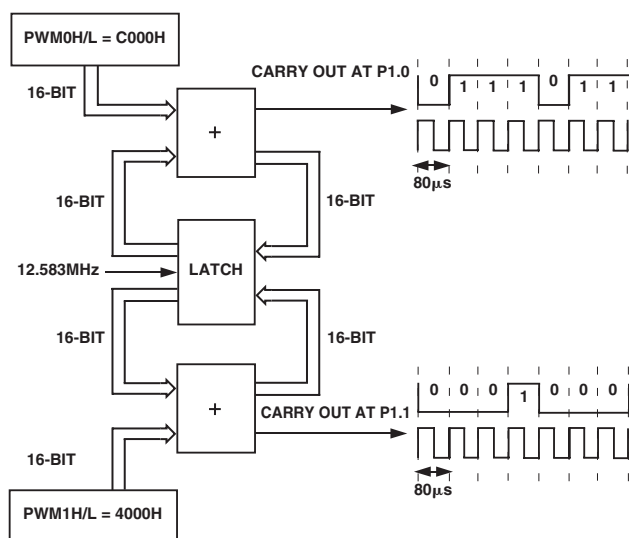 PWM0H/L = C000H
16-BIT
CARRY OUT AT P1.0
0 1 1 1 0 1 1
+
80μs
16-BIT
16-BIT
12.583MHz
LATCH
16-BIT
16-BIT
0 0 0 1 0 0 0
+
CARRY OUT AT P1.1
16-BIT
80μs
PWM1H/L = 4000H